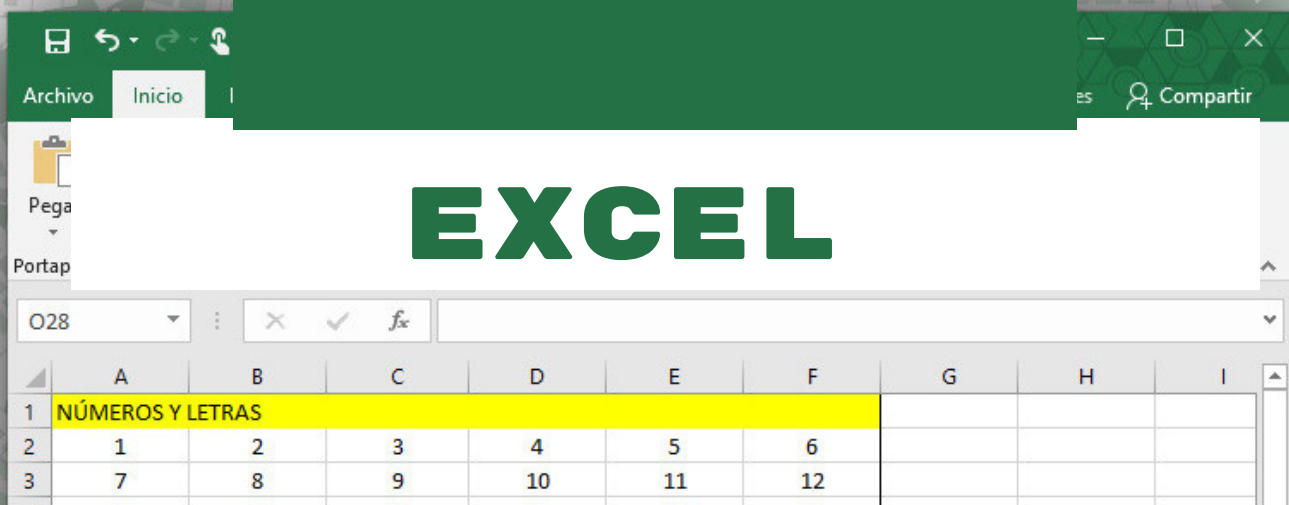 Archivo Inicio es Compartir
Pega
Portap
EXCEL
O28 fx
A B C D E F G H I
1 NÚMEROS Y LETRAS
2 1 2 3 4 5 6
3 7 8 9 10 11 12